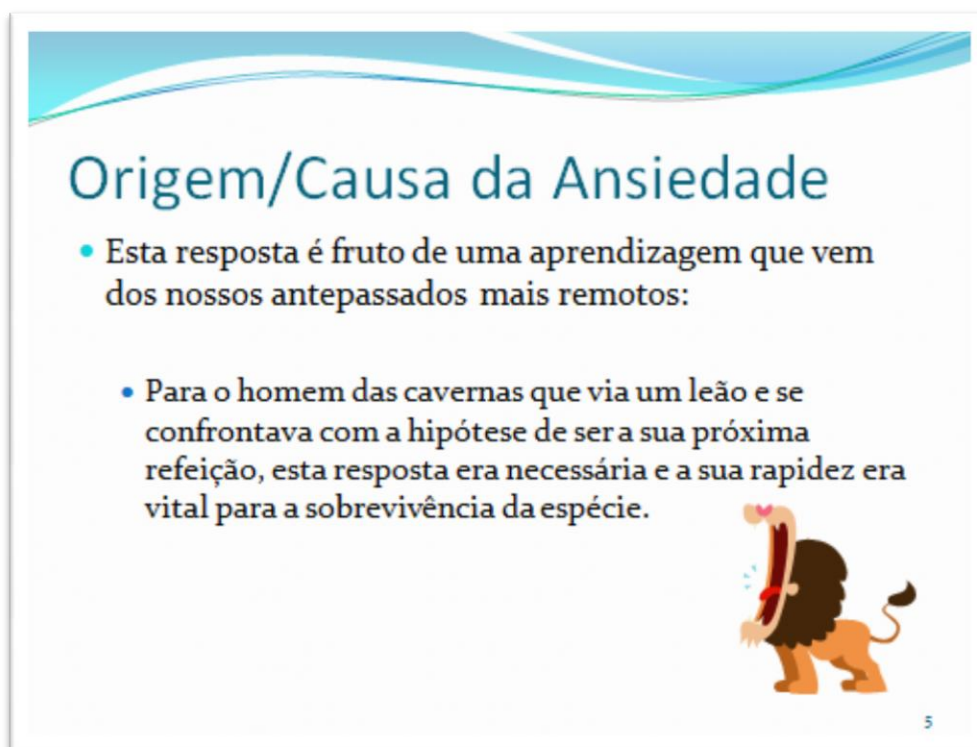 Origem/Causa da Ansiedade
• Esta resposta é fruto de uma aprendizagem que vem
dos nossos antepassados mais remotos:
• Para o homem das cavernas que via um leão e se
confrontava com a hipótese de ser a sua próxima
refeição, esta resposta era necessária e a sua rapidez era
vital para a sobrevivência da espécie.
5